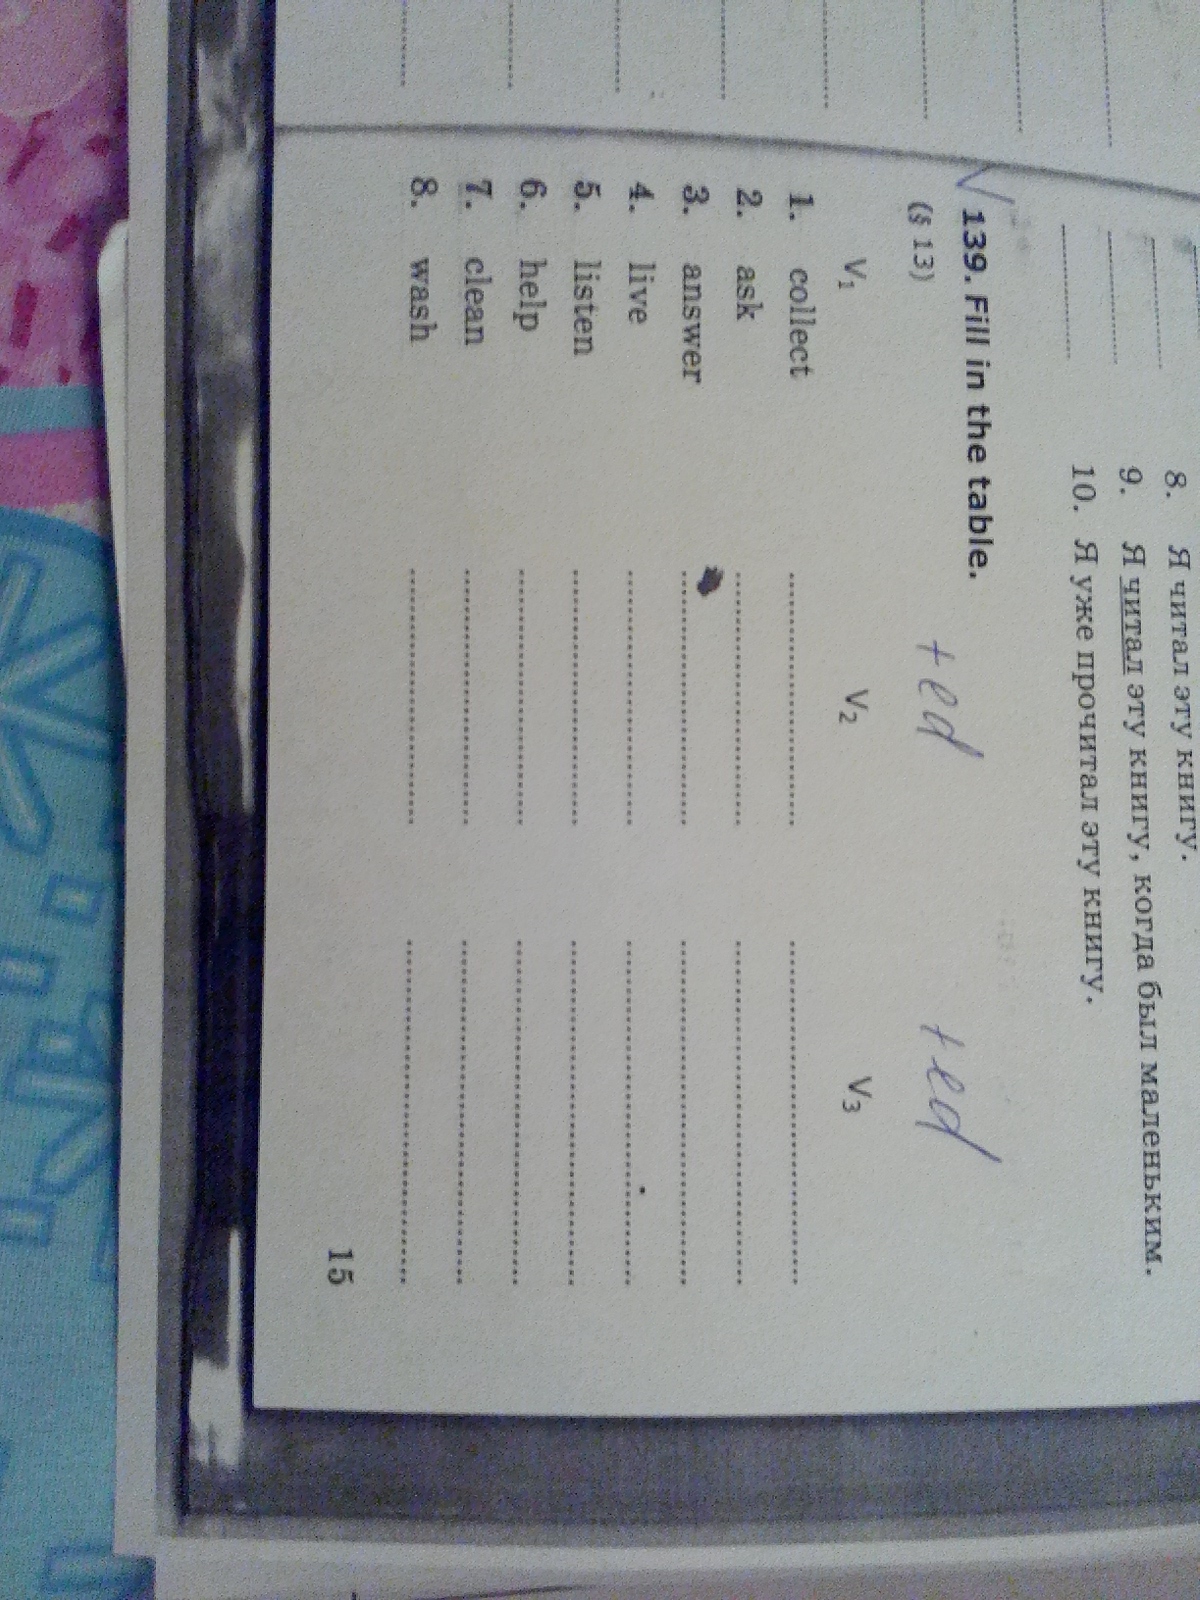 8. Я читал эту книгу.
9. Я читал эту книгу, когда был маленьким.
10. Я уже прочитал эту книгу.
√ 139. Fill in the table.
(§ 13) +ed +ed
V₁ V₂ V₃
1. collect
2. ask
3. answer
4. live
5. listen
6. help
7. clean
8. wash
15